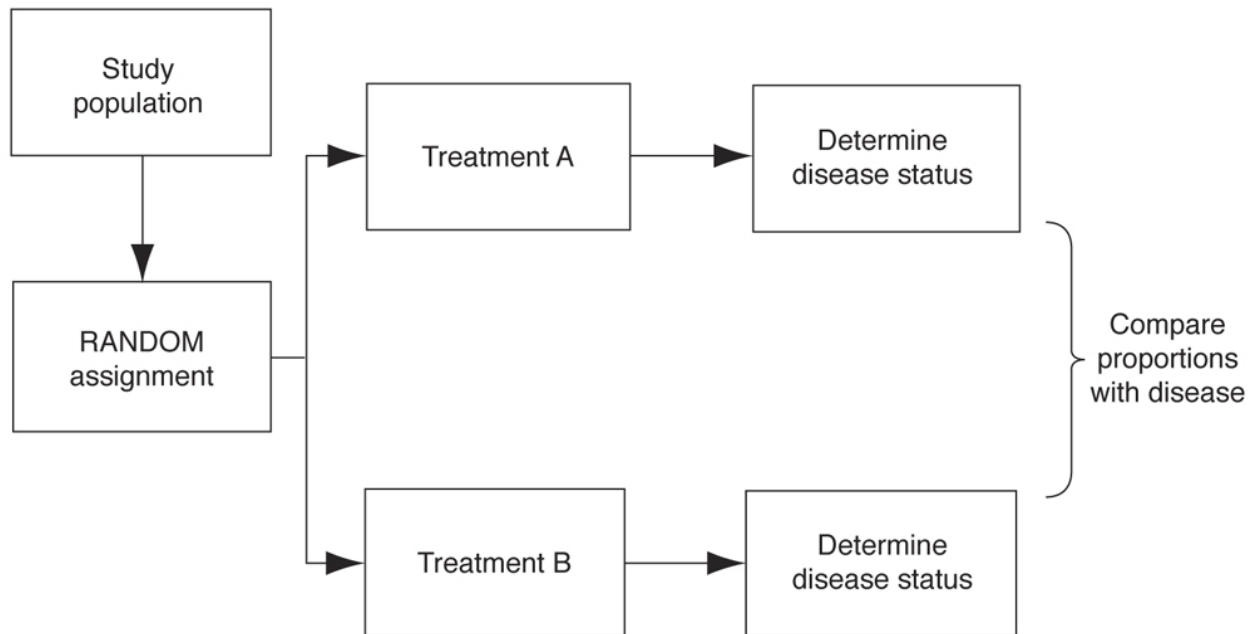 Study
population
RANDOM
assignment
Treatment A
Determine
disease status
Treatment B
Determine
disease status
Compare
proportions
with disease